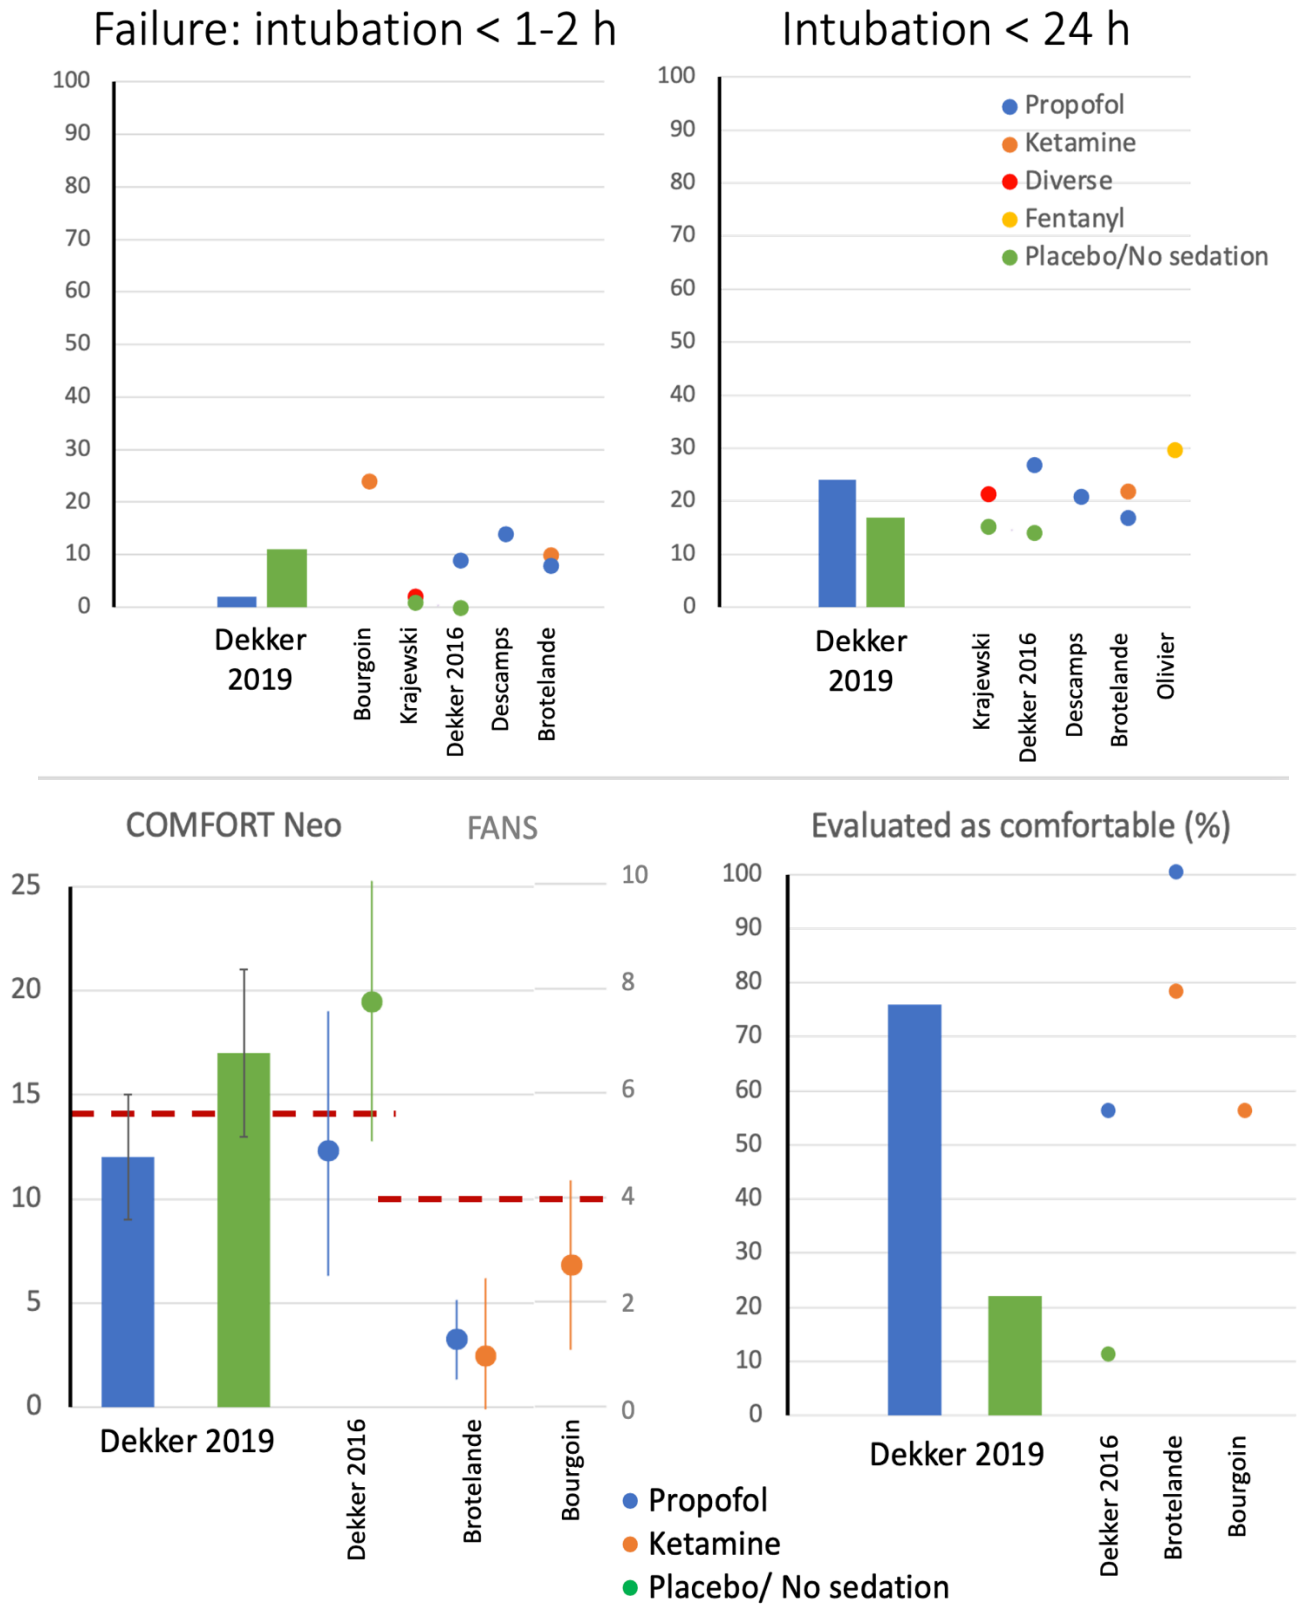 Failure: intubation < 1-2 h
100
90
80
70
60
50
40
30
20
10
0
Dekker
2019
Bourgoin
Krajewski
Dekker 2016
Descamps
Brotelande
Intubation < 24 h
100
90
80
70
60
50
40
30
20
10
0
Propofol
Ketamine
Diverse
Fentanyl
Placebo/No sedation
Dekker
2019
Krajewski
Dekker 2016
Descamps
Brotelande
Olivier
COMFORT Neo
FANS
25
20
15
10
5
0
10
8
6
4
2
0
Dekker 2019
Dekker 2016
Brotelande
Bourgoin
Evaluated as comfortable (%)
100
90
80
70
60
50
40
30
20
10
0
Dekker 2019
Dekker 2016
Brotelande
Bourgoin
Propofol
Ketamine
Placebo/ No sedation